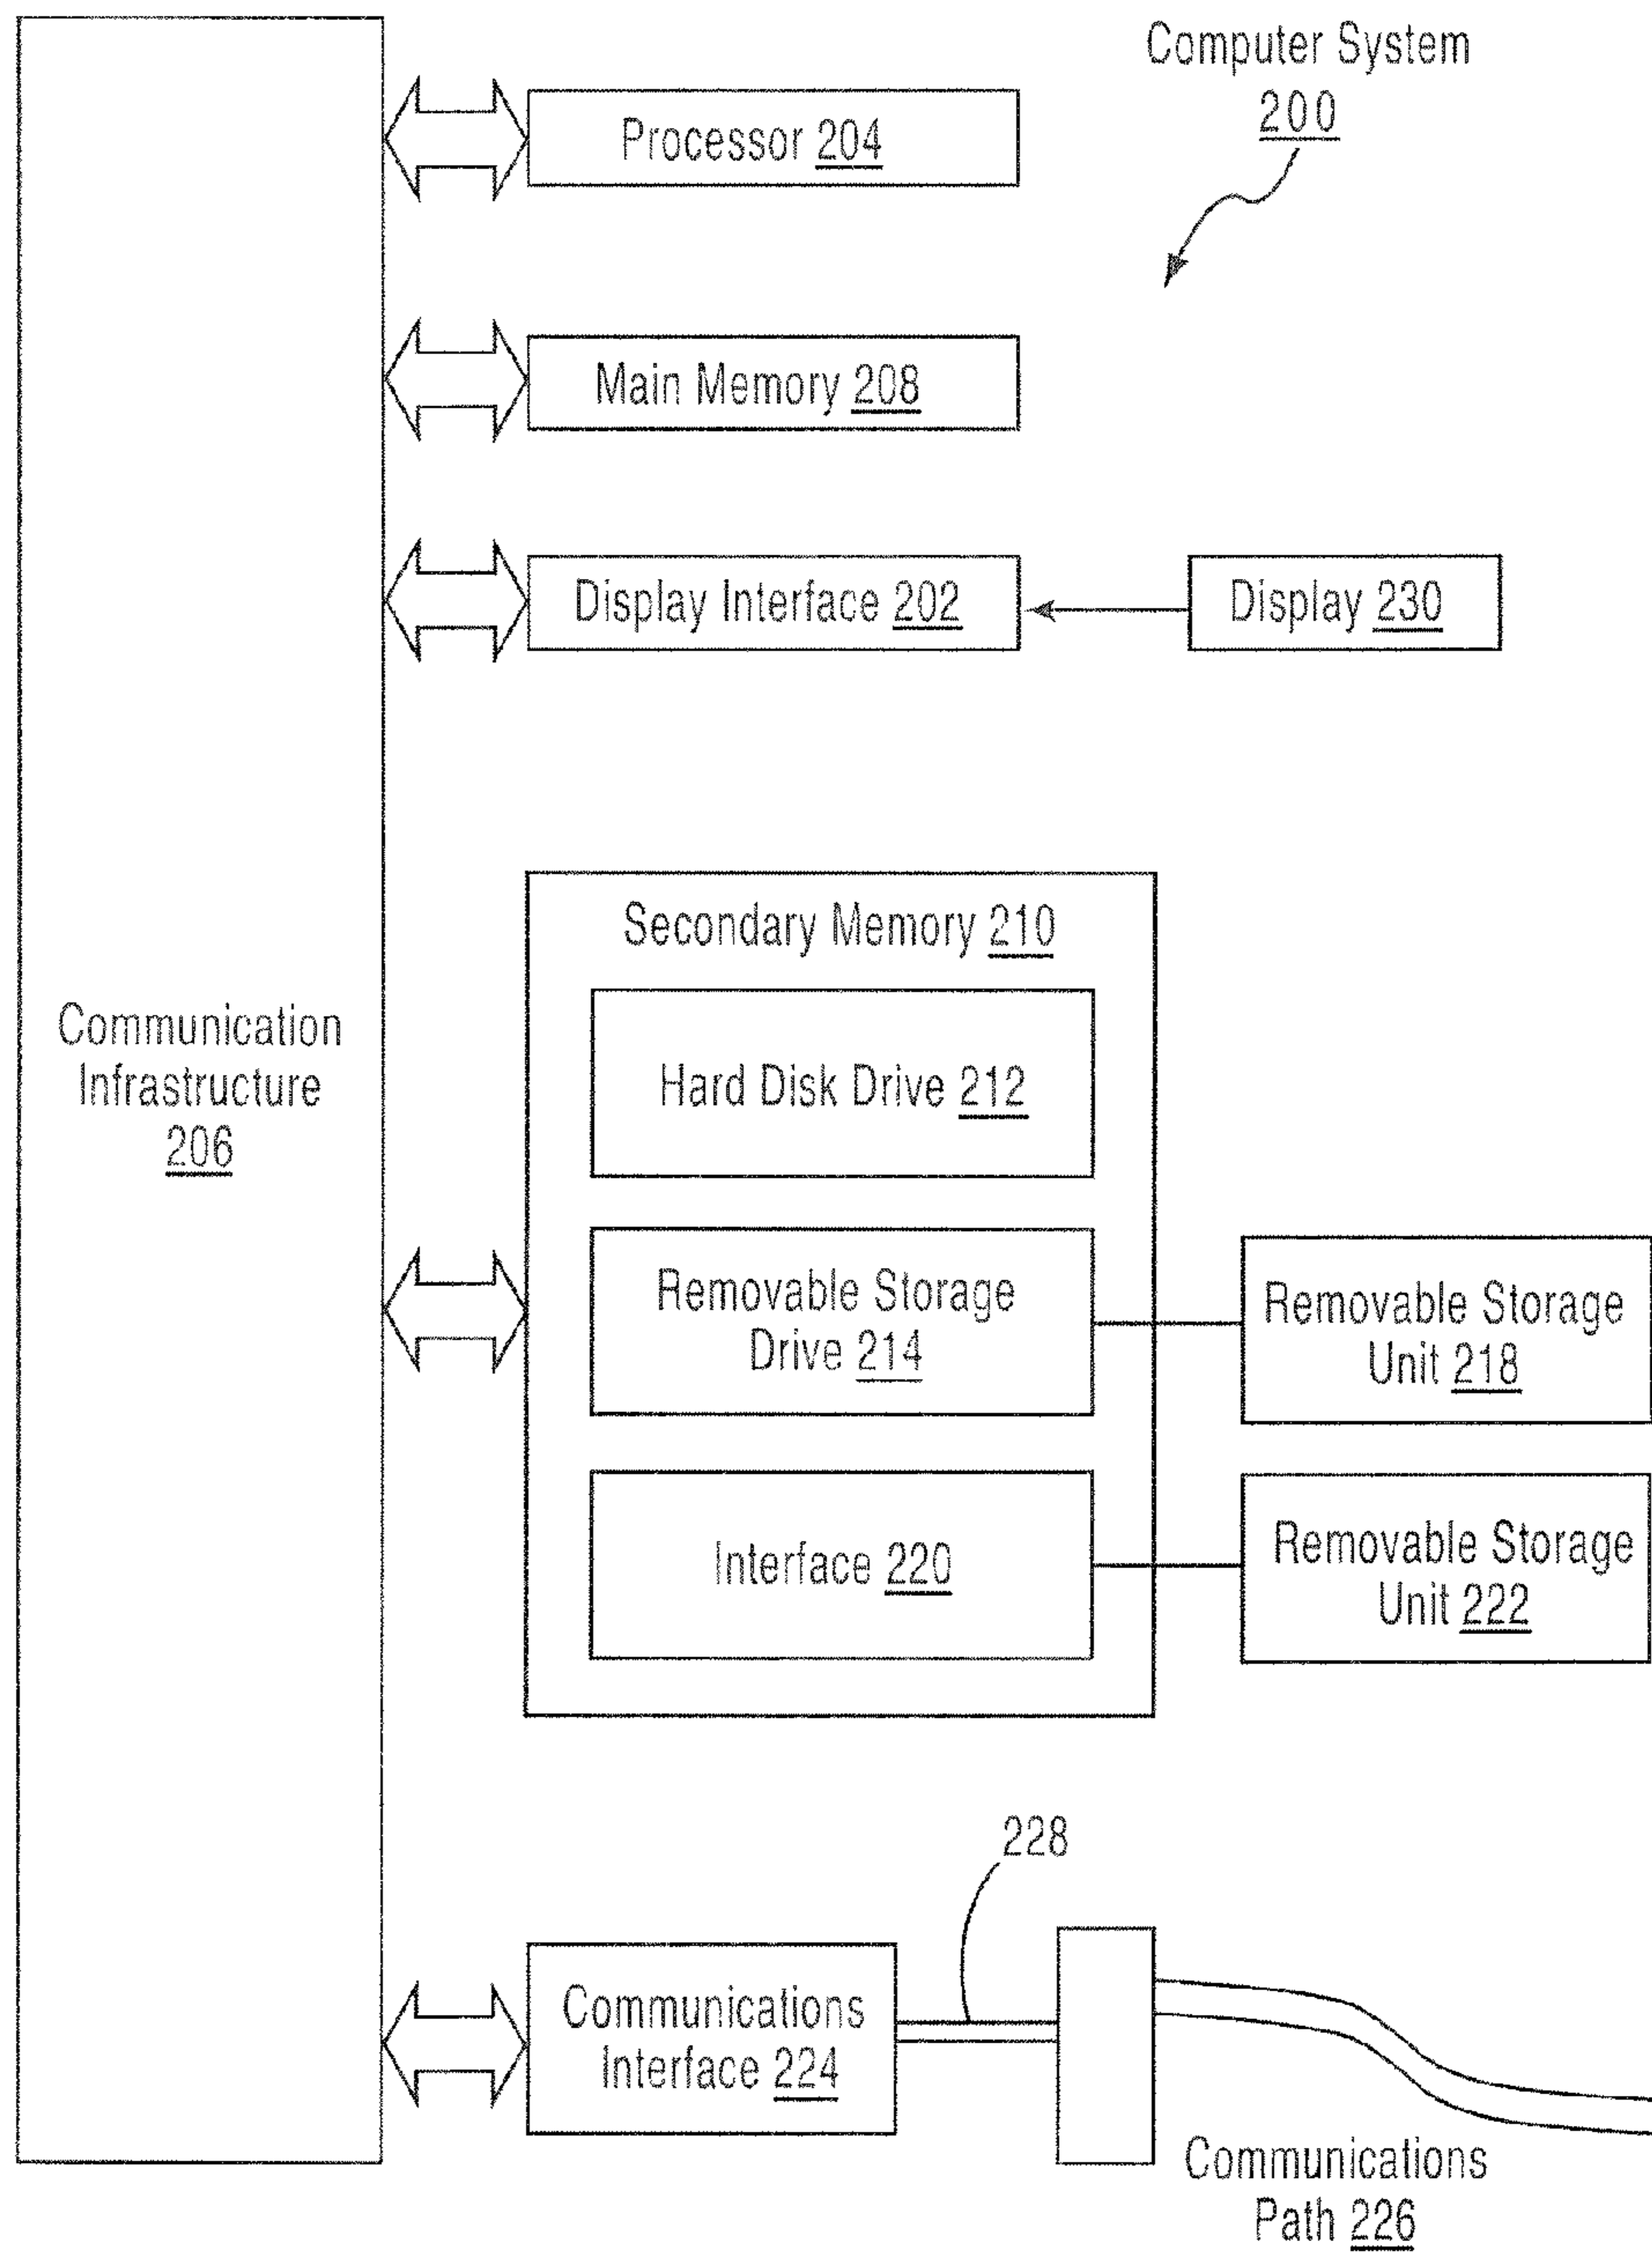 Computer System
200
Processor 204
Main Memory 208
Display Interface 202
Display 230
Communication
Infrastructure
206
Secondary Memory 210
Hard Disk Drive 212
Removable Storage
Drive 214
Removable Storage
Unit 218
Interface 220
Removable Storage
Unit 222
228
Communications
Interface 224
Communications
Path 226